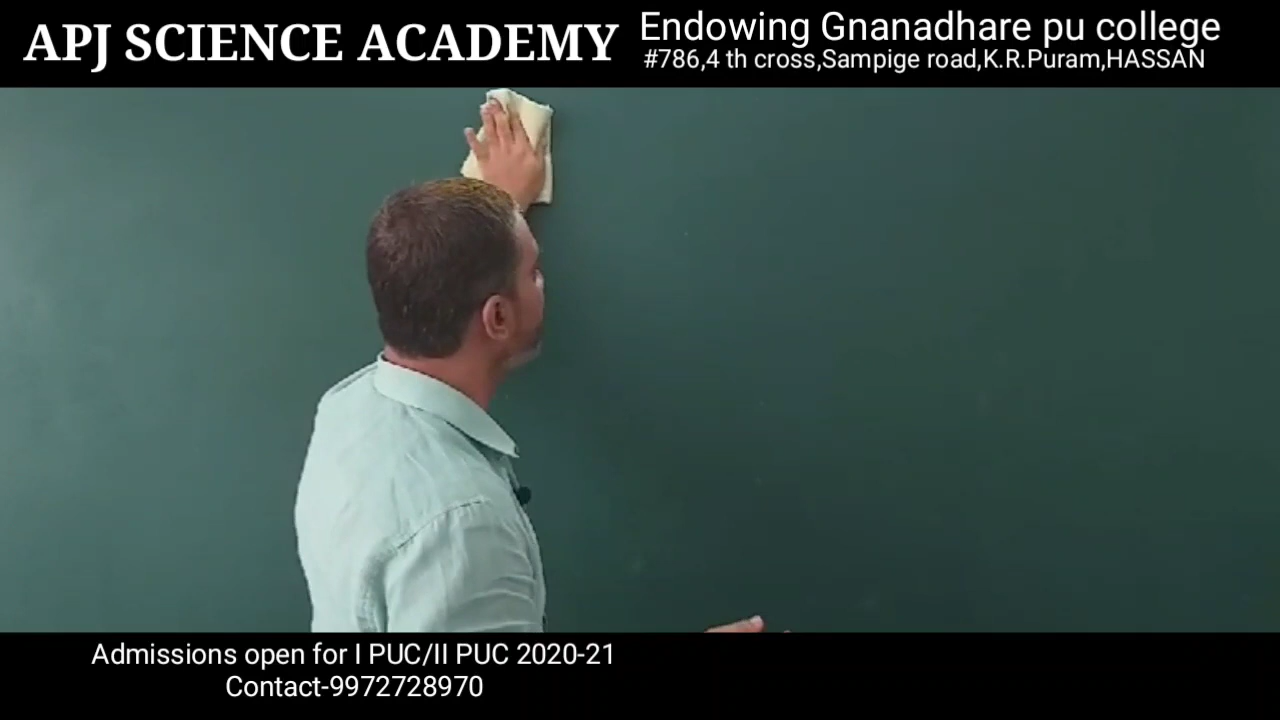 APJ SCIENCE ACADEMY
Endowing Gnanadhare pu college
#786,4 th cross,Sampige road,K.R.Puram,HASSAN
Admissions open for I PUC/II PUC 2020-21
Contact-9972728970